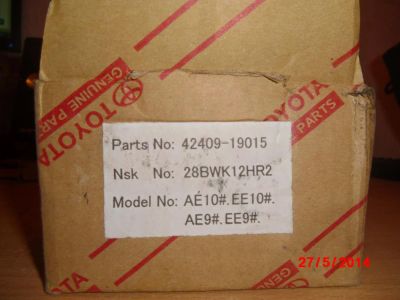 GENUINE PARTS
TOYOTA
Parts No: 42409-19015
Nsk No: 28BWK12HR2
Model No: AE10#.EE10#.
AE9#.EE9#.
TOYOTA
PARTS
27/5/2014